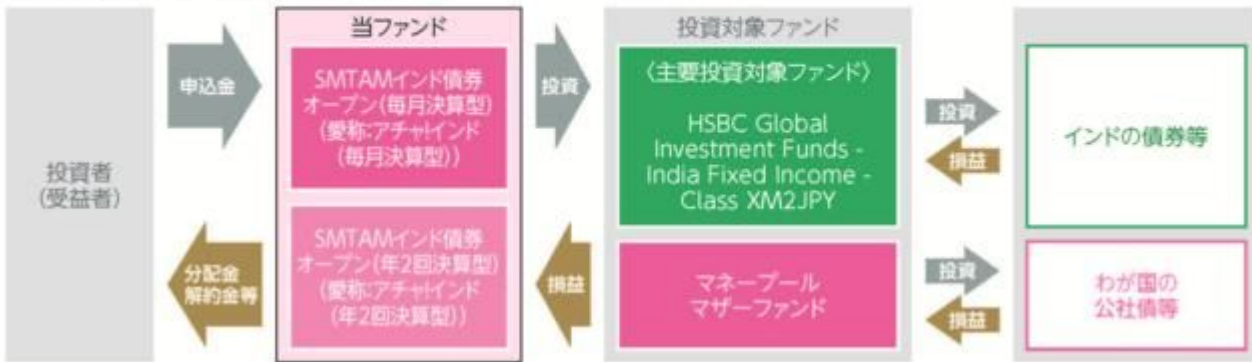 投資者
(受益者)
申込金
分配金
解約金等
当ファンド
SMTAMインド債券
オープン(毎月決算型)
(愛称:アチャ!インド
(毎月決算型))
SMTAMインド債券
オープン(年2回決算型)
(愛称:アチャ!インド
(年2回決算型))
投資
損益
投資対象ファンド
〈主要投資対象ファンド〉
HSBC Global
Investment Funds -
India Fixed Income -
Class XM2JPY
マネープール
マザーファンド
投資
損益
投資
損益
インドの債券等
わが国の
公社債等